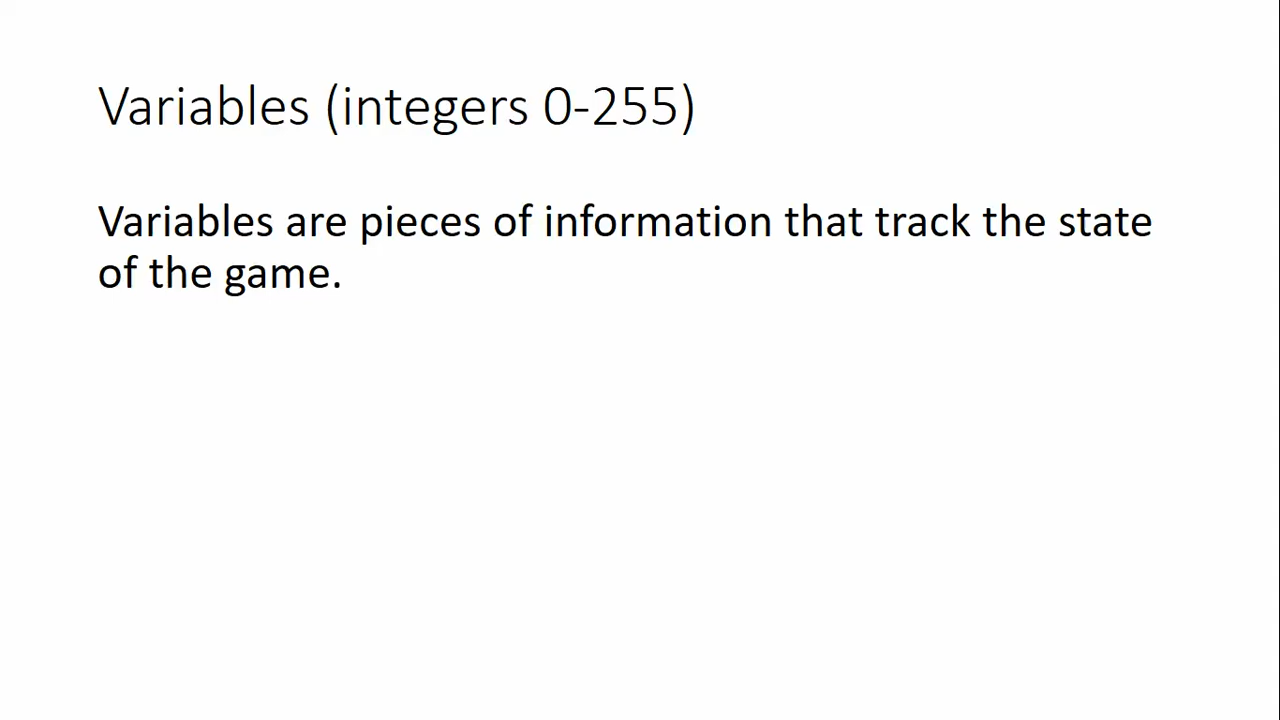 Variables (integers 0-255)
Variables are pieces of information that track the state
of the game.